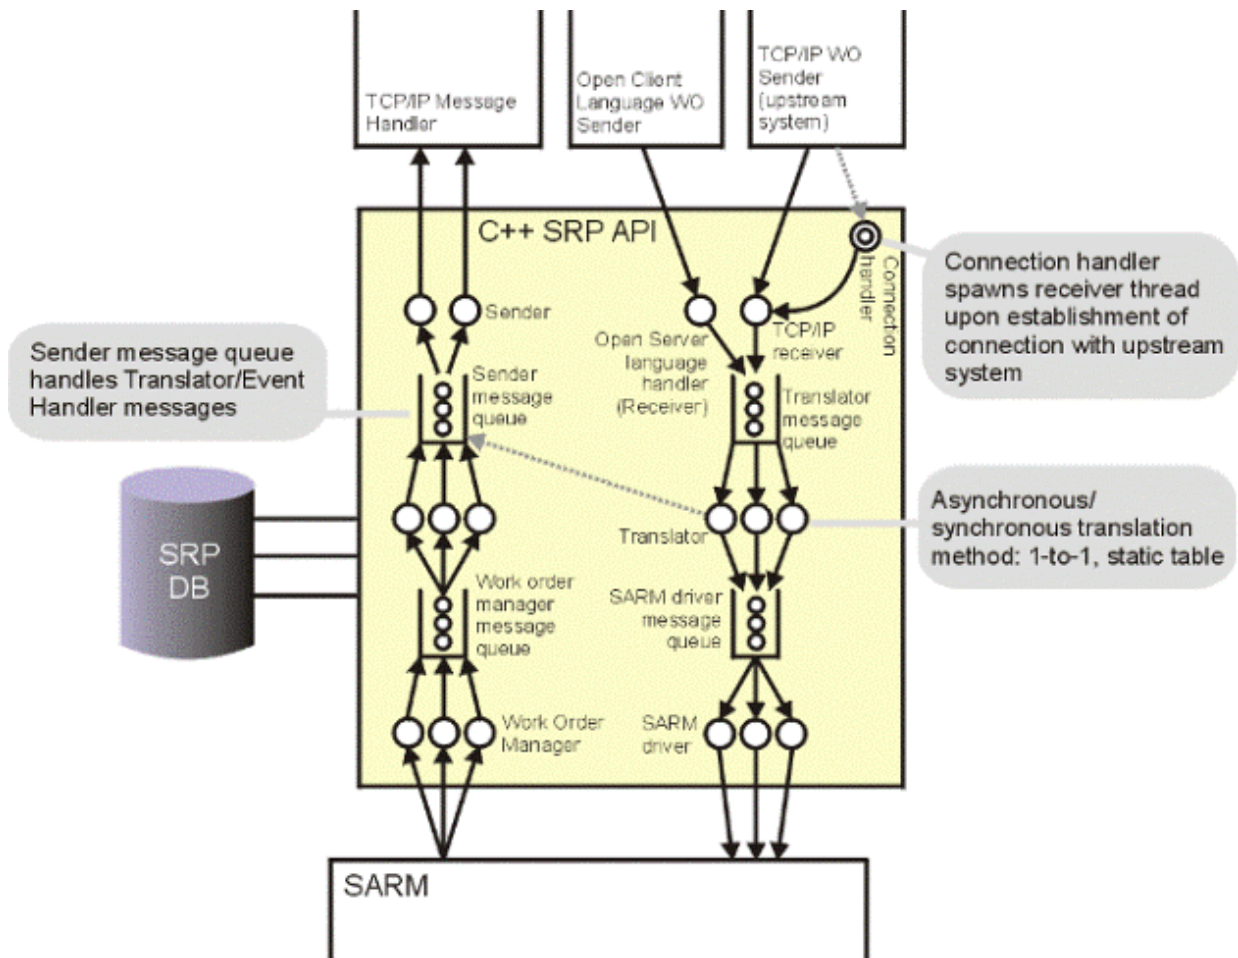 TCP/IP Message
Handler
Open Client
Language WO
Sender
TCP/IP WO
Sender
(upstream
system)
C++ SRP API
Connection
handler
Connection handler
spawns receiver thread
upon establishment of
connection with upstream
system
Sender
TCP/IP
receiver
Open Server
language
handler
(Receiver)
Sender message queue
handles Translator/Event
Handler messages
Sender
message
queue
Translator
message
queue
Translator
Asynchronous/
synchronous translation
method: 1-to-1, static table
SRP
DB
Work order
manager
message
queue
SARM driver
message
queue
Work Order
Manager
SARM
driver
SARM